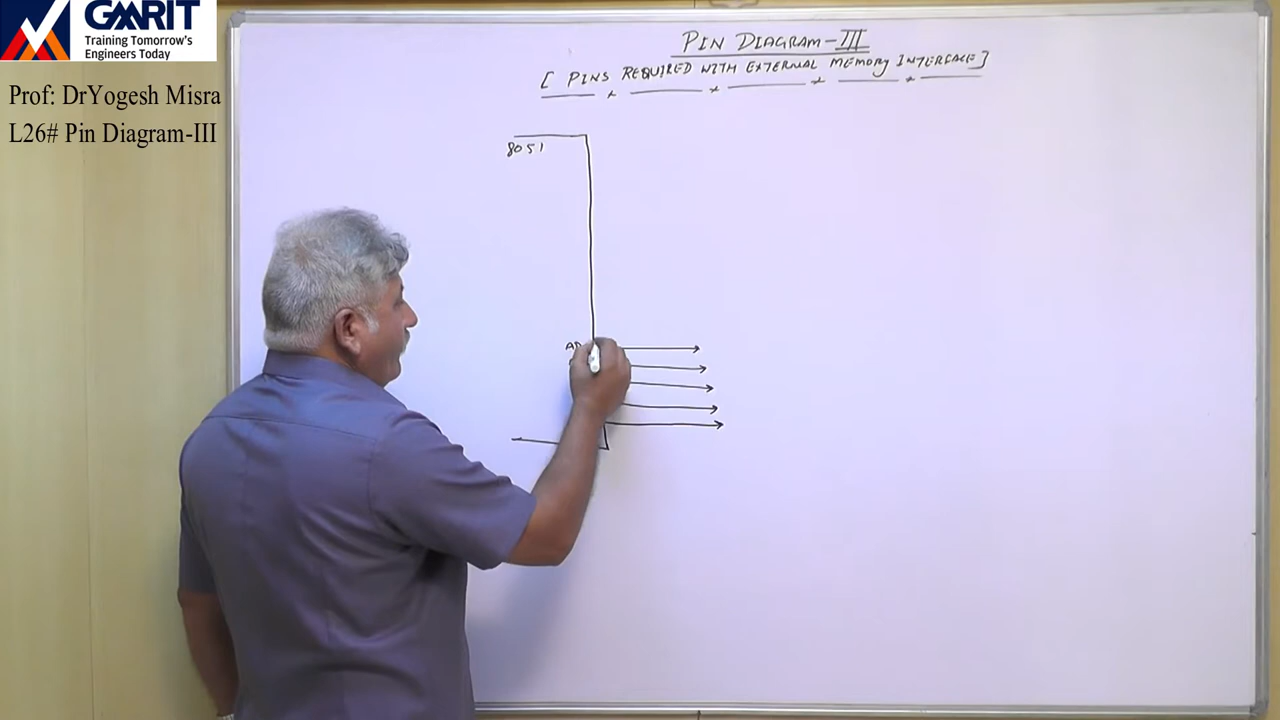 GMRIT
Training Tomorrow's
Engineers Today
Prof: DrYogesh Misra
L26# Pin Diagram-III
PIN DIAGRAM-III
[ PINS REQUIRED WITH EXTERNAL MEMORY INTERFACE ]
8051